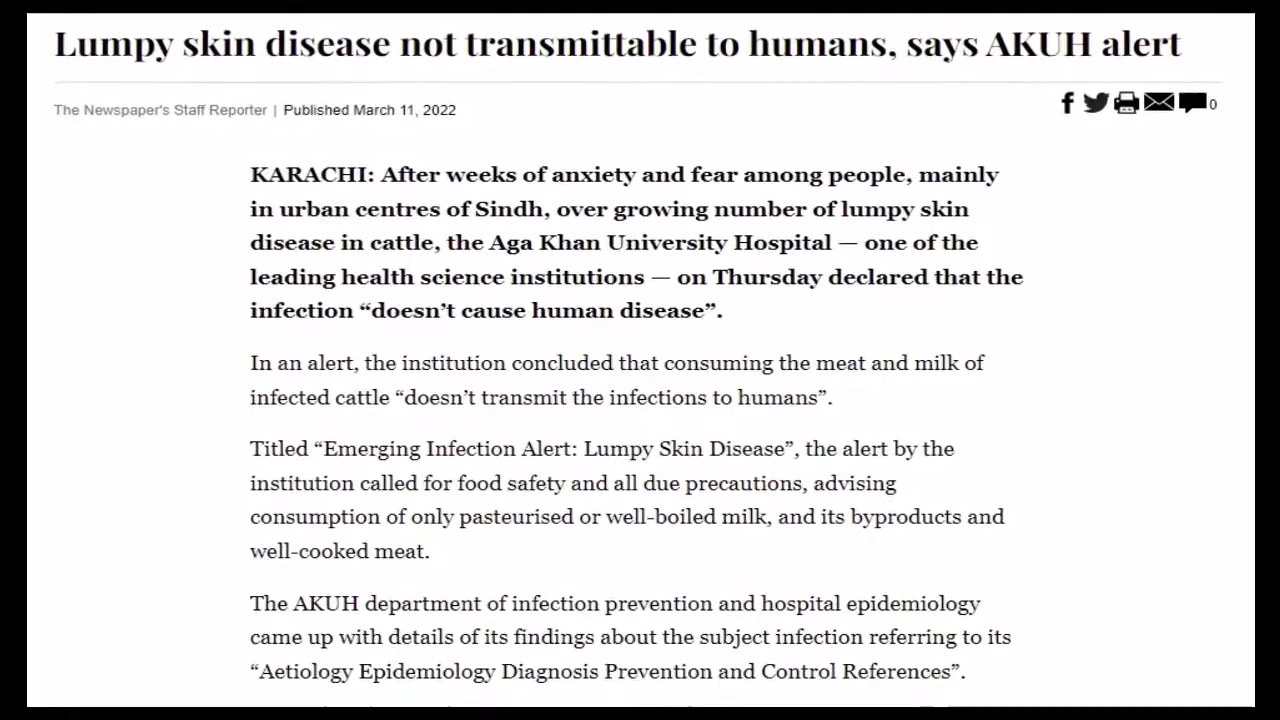 Lumpy skin disease not transmittable to humans, says AKUH alert
The Newspaper's Staff Reporter | Published March 11, 2022
0
KARACHI: After weeks of anxiety and fear among people, mainly
in urban centres of Sindh, over growing number of lumpy skin
disease in cattle, the Aga Khan University Hospital — one of the
leading health science institutions — on Thursday declared that the
infection “doesn’t cause human disease”.
In an alert, the institution concluded that consuming the meat and milk of
infected cattle “doesn’t transmit the infections to humans”.
Titled “Emerging Infection Alert: Lumpy Skin Disease”, the alert by the
institution called for food safety and all due precautions, advising
consumption of only pasteurised or well-boiled milk, and its byproducts and
well-cooked meat.
The AKUH department of infection prevention and hospital epidemiology
came up with details of its findings about the subject infection referring to its
“Aetiology Epidemiology Diagnosis Prevention and Control References”.